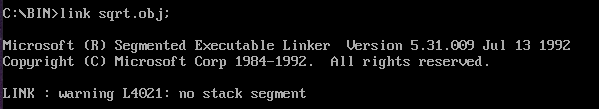 C:\BIN>link sqrt.obj;
Microsoft (R) Segmented Executable Linker  Version 5.31.009 Jul 13 1992
Copyright (C) Microsoft Corp 1984-1992.  All rights reserved.
LINK : warning L4021: no stack segment